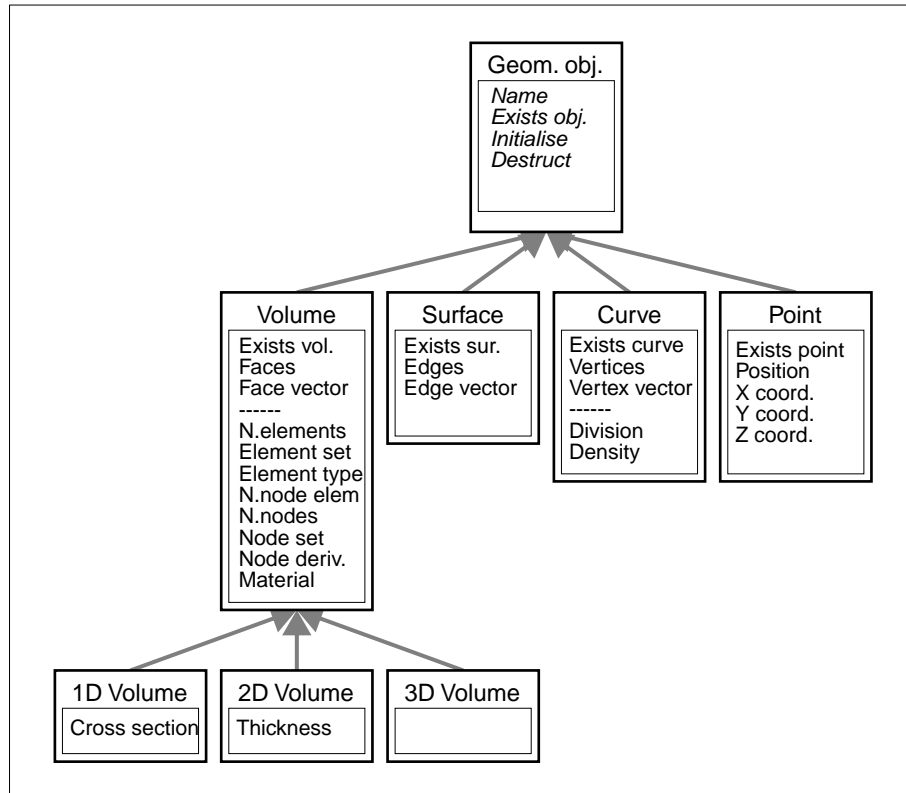 Geom. obj.
Name
Exists obj.
Initialise
Destruct
Volume
Exists vol.
Faces
Face vector
------
N.elements
Element set
Element type
N.node elem
N.nodes
Node set
Node deriv.
Material
Surface
Exists sur.
Edges
Edge vector
Curve
Exists curve
Vertices
Vertex vector
------
Division
Density
Point
Exists point
Position
X coord.
Y coord.
Z coord.
1D Volume
Cross section
2D Volume
Thickness
3D Volume